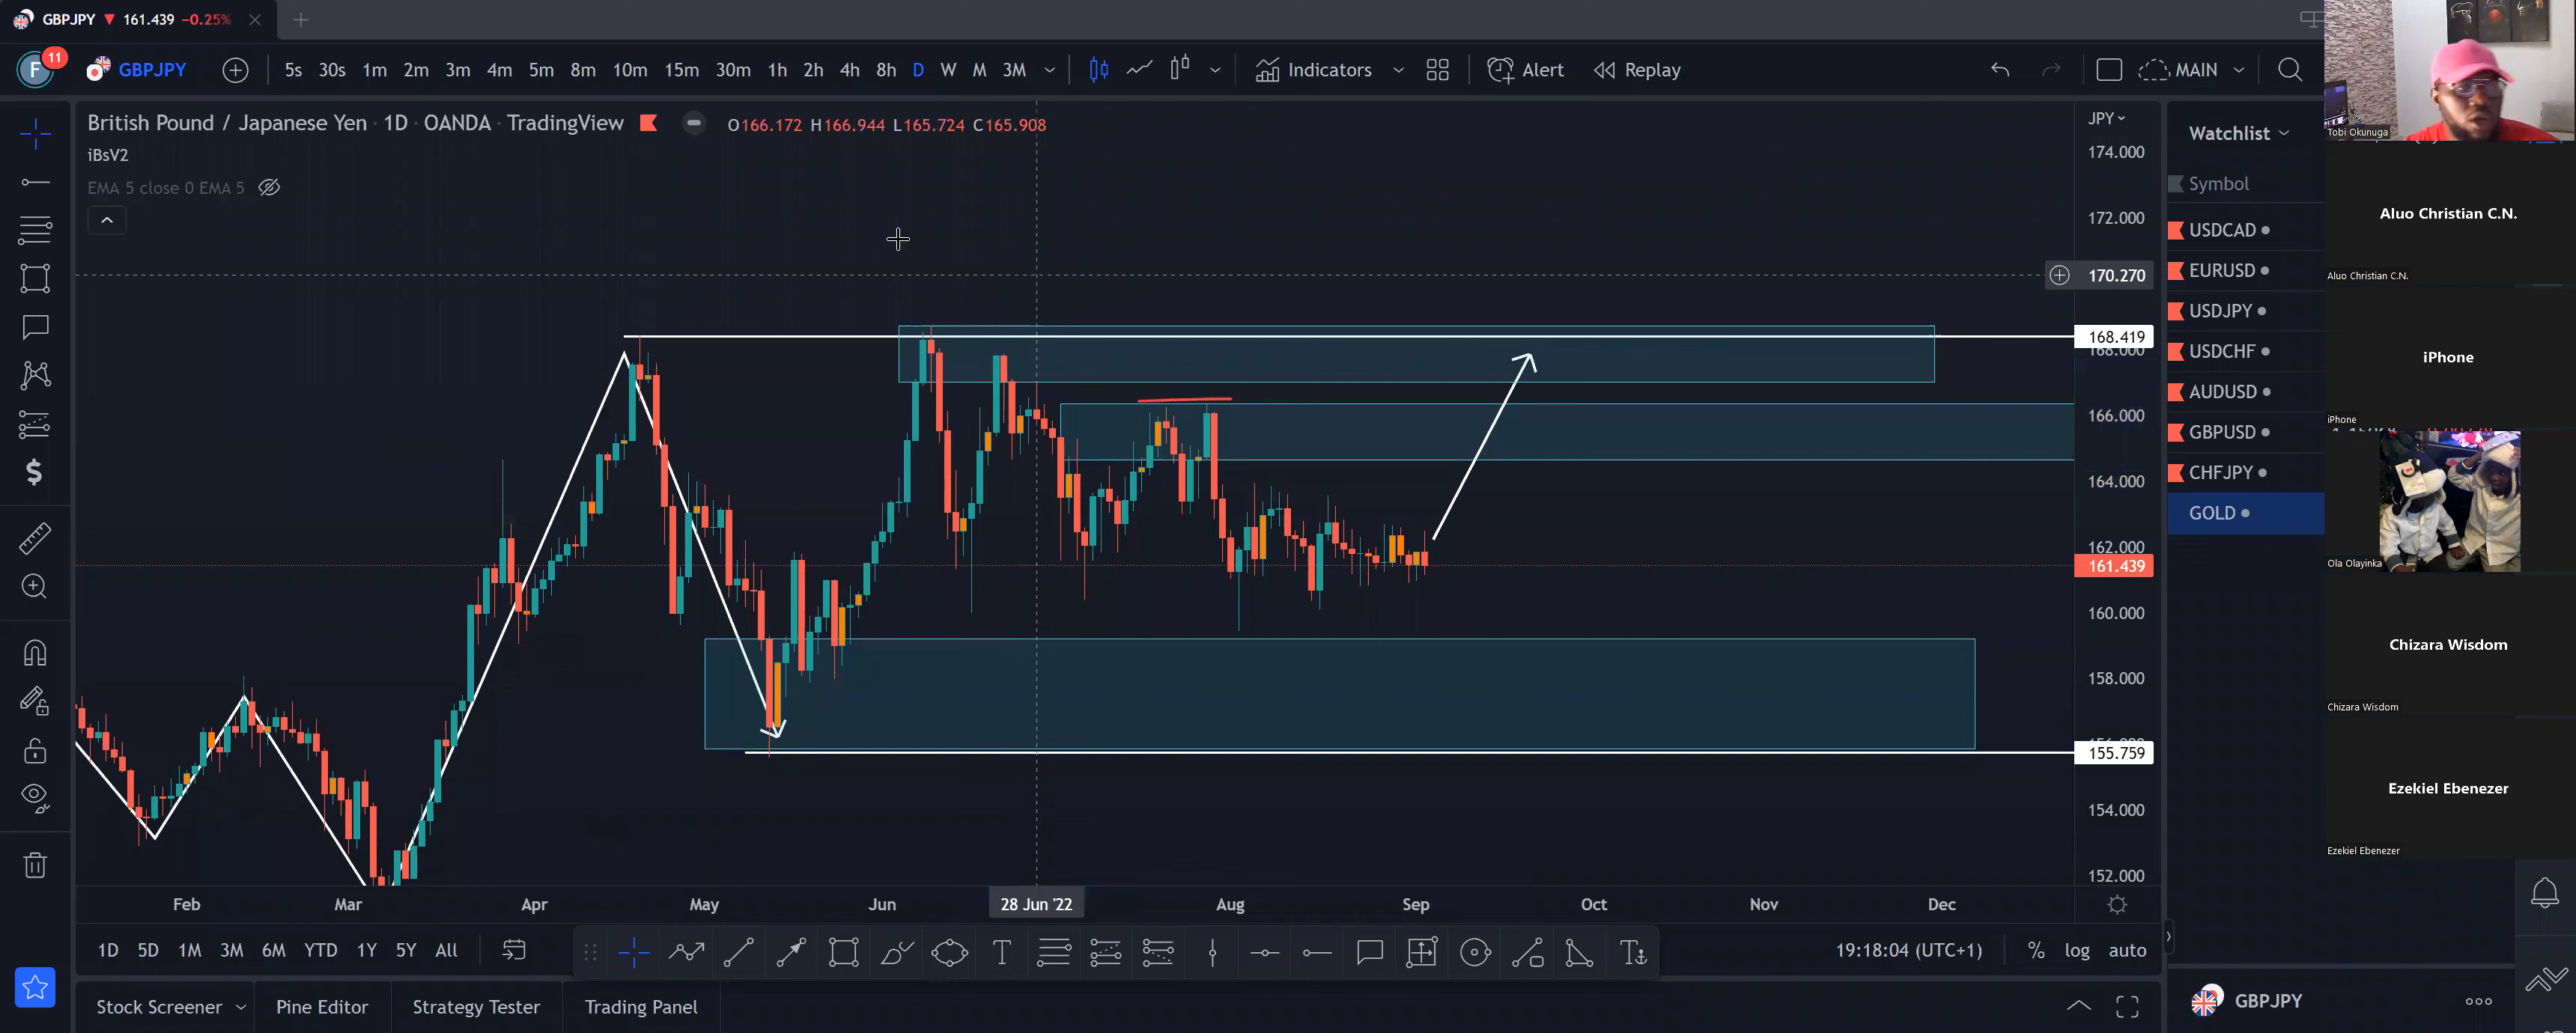 GBPJPY ▼ 161.439 −0.25%
F 11 GBPJPY 5s 30s 1m 2m 3m 4m 5m 8m 10m 15m 30m 1h 2h 4h 8h D W M 3M Indicators Alert Replay MAIN
British Pound / Japanese Yen · 1D · OANDA · TradingView O166.172 H166.944 L165.724 C165.908
iBsV2
EMA 5 close 0 EMA 5
JPY
174.000
172.000
170.270
168.419
168.000
166.000
164.000
162.000
161.439
160.000
158.000
155.759
154.000
152.000
Feb Mar Apr May Jun 28 Jun '22 Aug Sep Oct Nov Dec
1D 5D 1M 3M 6M YTD 1Y 5Y All
T
19:18:04 (UTC+1) % log auto
Stock Screener Pine Editor Strategy Tester Trading Panel
Watchlist
Symbol
USDCAD
EURUSD
USDJPY
USDCHF
AUDUSD
GBPUSD
CHFJPY
GOLD
GBPJPY
Tobi Okunuga
Aluo Christian C.N.
Aluo Christian C.N.
iPhone
iPhone
Ola Olayinka
Chizara Wisdom
Chizara Wisdom
Ezekiel Ebenezer
Ezekiel Ebenezer